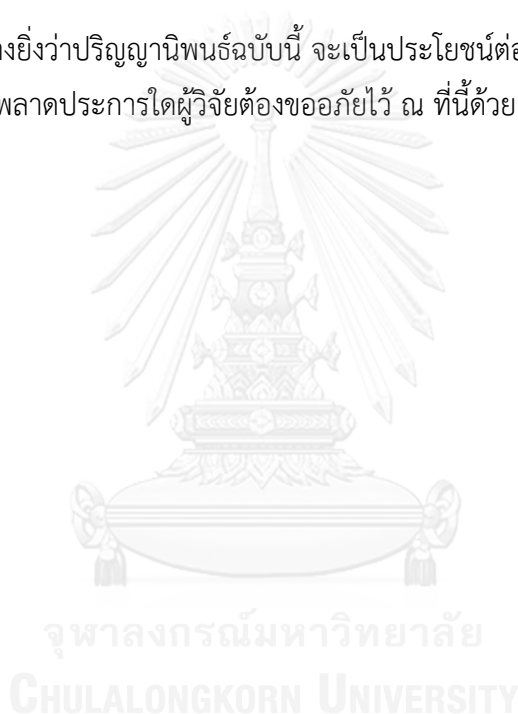 งยิ่งว่าปริญญานิพนธ์ฉบับนี้ จะเป็นประโยชน์ต่อ
พลาดประการใดผู้วิจัยต้องขออภัยไว้ ณ ที่นี้ด้วย
จุฬาลงกรณ์มหาวิทยาลัย
CHULALONGKORN UNIVERSITY